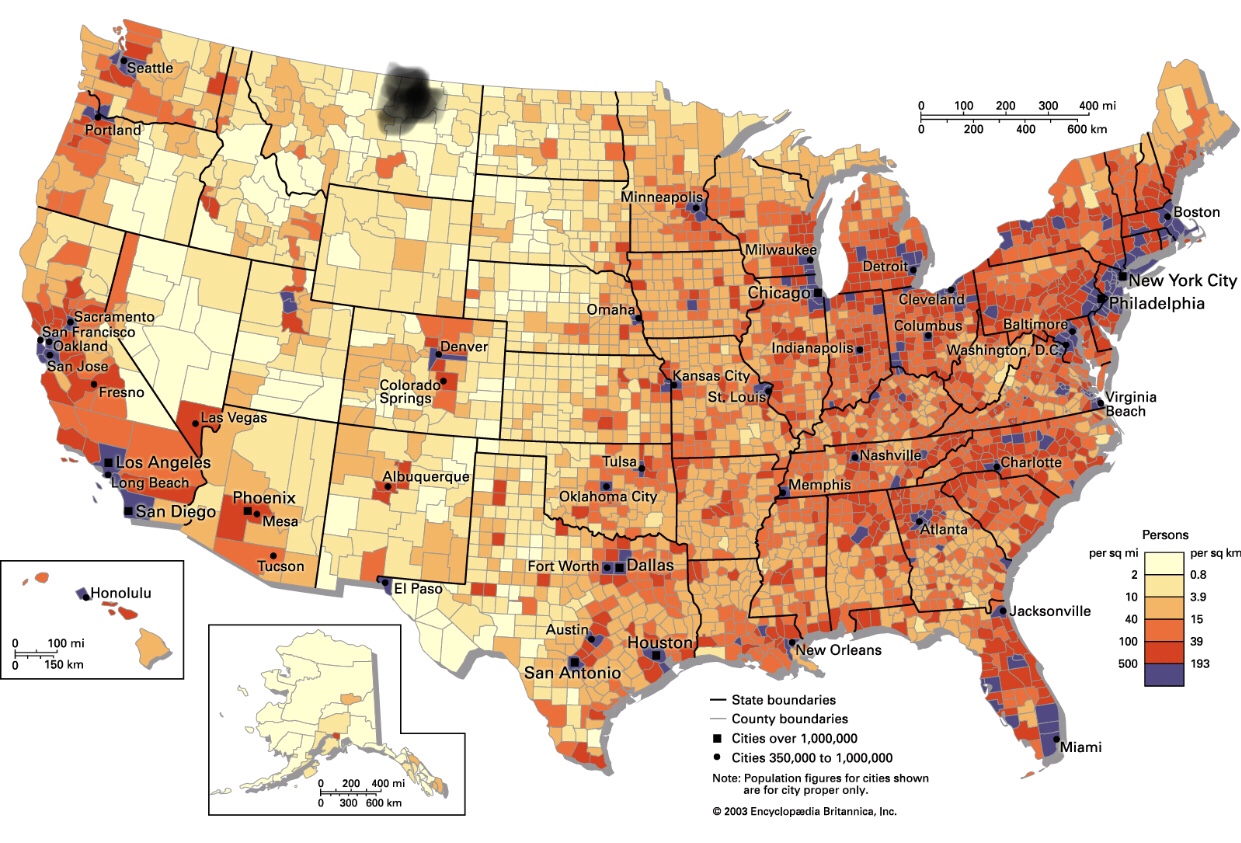 Seattle
Portland
Sacramento
San Francisco
Oakland
San Jose
Fresno
Las Vegas
Los Angeles
Long Beach
San Diego
Phoenix
Mesa
Tucson
Denver
Colorado
Springs
Albuquerque
El Paso
Minneapolis
Milwaukee
Chicago
Detroit
Cleveland
Columbus
Indianapolis
Omaha
Kansas City
St. Louis
Tulsa
Oklahoma City
Nashville
Memphis
Charlotte
Atlanta
Fort Worth
Dallas
Austin
Houston
San Antonio
New Orleans
Jacksonville
Miami
Boston
New York City
Philadelphia
Baltimore
Washington, D.C.
Virginia
Beach
0 100 200 300 400 mi
0 200 400 600 km
Honolulu
0 100 mi
0 150 km
0 200 400 mi
0 300 600 km
Persons
per sq mi per sq km
2 0.8
10 3.9
40 15
100 39
500 193
State boundaries
County boundaries
Cities over 1,000,000
Cities 350,000 to 1,000,000
Note: Population figures for cities shown
are for city proper only.
© 2003 Encyclopædia Britannica, Inc.